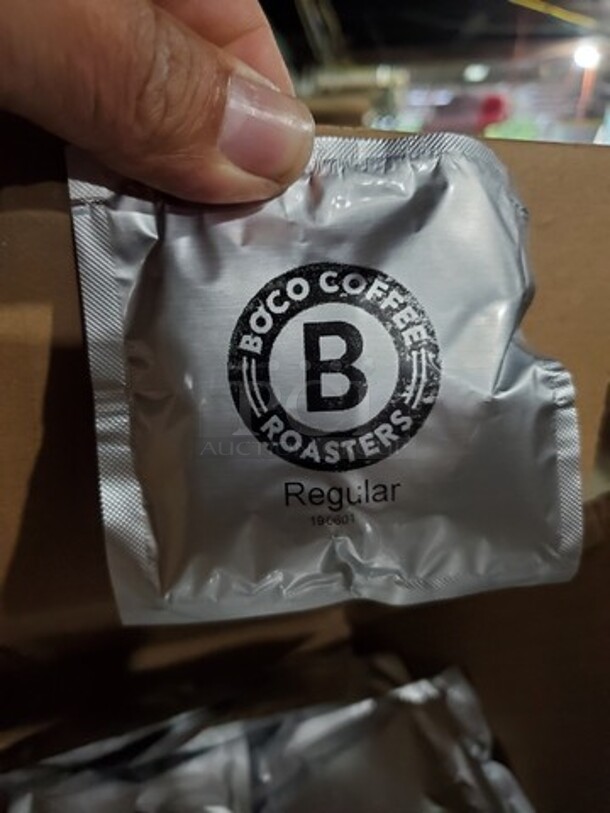 BOCO COFFEE
B
ROASTERS
Regular
190601